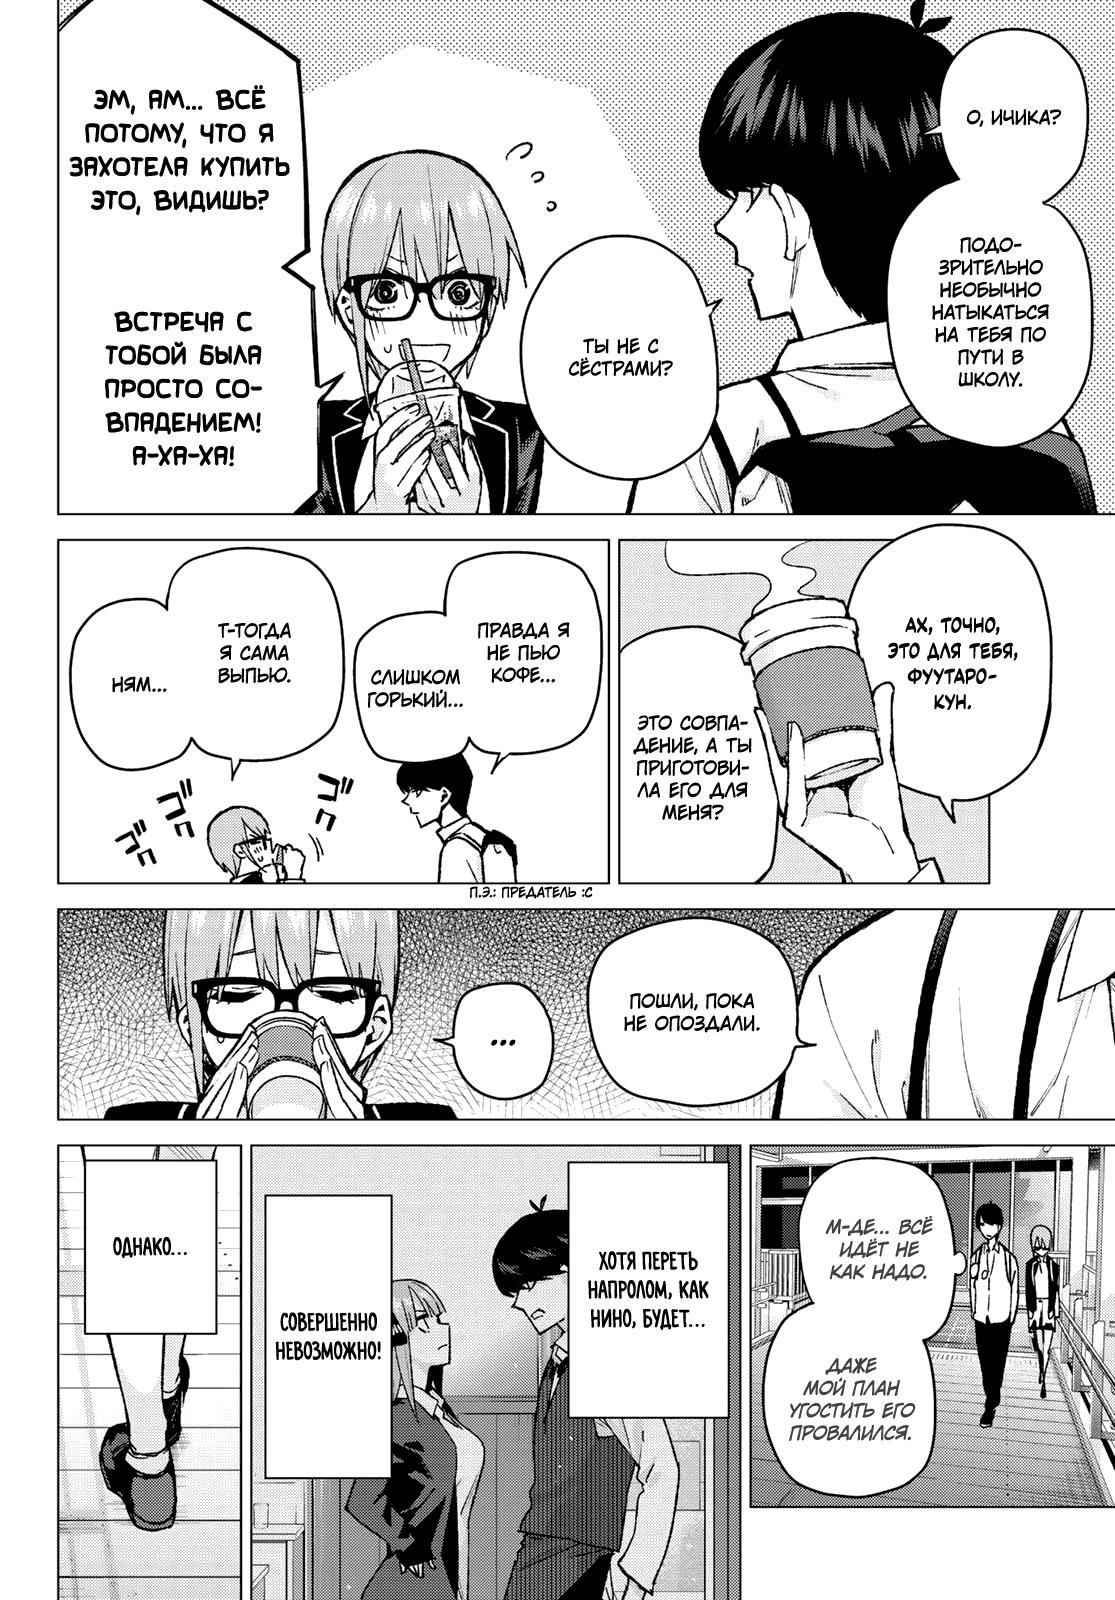 О, ИЧИКА?
ПОДО-
ЗРИТЕЛЬНО
НЕОБЫЧНО
НАТЫКАТЬСЯ
НА ТЕБЯ ПО
ПУТИ В
ШКОЛУ.
ТЫ НЕ С
СЁСТРАМИ?
ЭМ, АМ... ВСЁ
ПОТОМУ, ЧТО Я
ЗАХОТЕЛА КУПИТЬ
ЭТО, ВИДИШЬ?
ВСТРЕЧА С
ТОБОЙ БЫЛА
ПРОСТО СО-
ВПАДЕНИЕМ!
А-ХА-ХА!
АХ, ТОЧНО,
ЭТО ДЛЯ ТЕБЯ,
ФУУТАРО-
КУН.
ЭТО СОВПА-
ДЕНИЕ, А ТЫ
ПРИГОТОВИ-
ЛА ЕГО ДЛЯ
МЕНЯ?
ПРАВДА Я
НЕ ПЬЮ
КОФЕ...
СЛИШКОМ
ГОРЬКИЙ...
Т-ТОГДА
Я САМА
ВЫПЬЮ.
НЯМ...
ゴゴ
ゴゴ
П.Э.: ПРЕДАТЕЛЬ :С
ПОШЛИ, ПОКА
НЕ ОПОЗДАЛИ.
...
М-ДЕ... ВСЁ
ИДЁТ НЕ
КАК НАДО.
ДАЖЕ
МОЙ ПЛАН
УГОСТИТЬ ЕГО
ПРОВАЛИЛСЯ.
ХОТЯ ПЕРЕТЬ
НАПРОЛОМ, КАК
НИНО, БУДЕТ...
СОВЕРШЕННО
НЕВОЗМОЖНО!
ОДНАКО...